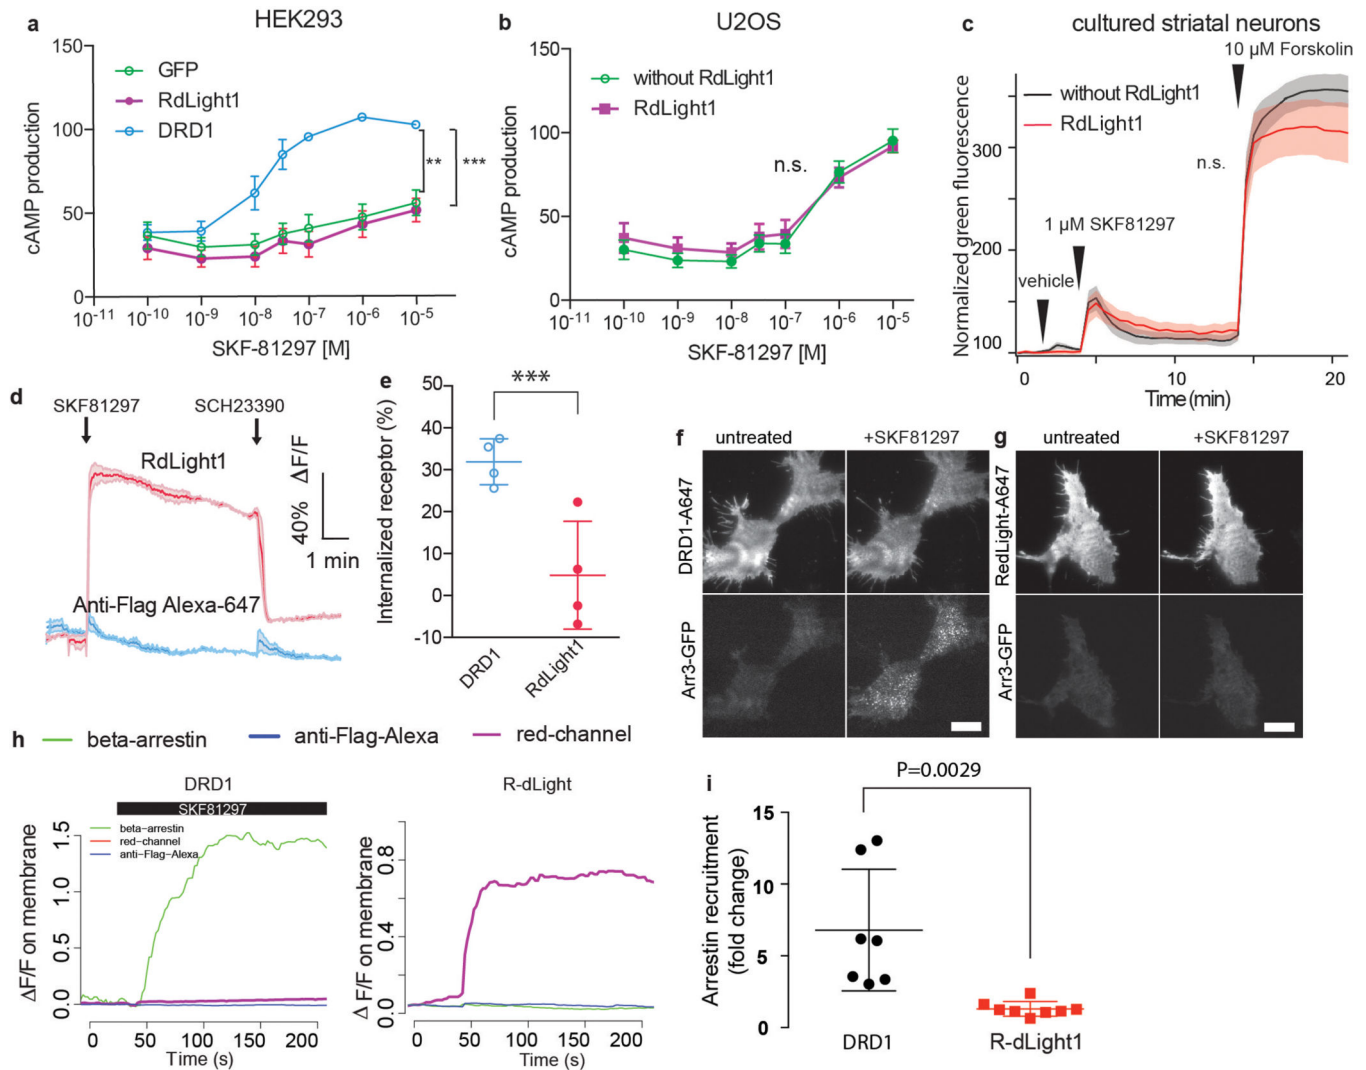 a
HEK293
150
100
50
0
cAMP production
GFP
RdLight1
DRD1
**
***
10-11
10-10
10-9
10-8
10-7
10-6
10-5
SKF-81297 [M]
b
U2OS
150
100
50
0
cAMP production
without RdLight1
RdLight1
n.s.
10-11
10-10
10-9
10-8
10-7
10-6
10-5
SKF-81297 [M]
c
cultured striatal neurons
10 µM Forskolin
without RdLight1
RdLight1
n.s.
1 µM SKF81297
vehicle
Normalized green fluorescence
300
200
100
0
10
20
Time (min)
d
SKF81297
SCH23390
RdLight1
40% ΔF/F
1 min
Anti-Flag Alexa-647
e
***
Internalized receptor (%)
50
40
30
20
10
0
-10
DRD1
RdLight1
f
untreated
+SKF81297
DRD1-A647
Arr3-GFP
g
untreated
+SKF81297
RedLight-A647
Arr3-GFP
h
beta-arrestin
anti-Flag-Alexa
red-channel
DRD1
SKF81297
beta-arrestin
red-channel
anti-Flag-Alexa
ΔF/F on membrane
1.5
1.0
0.5
0.0
0
50
100
150
200
Time (s)
R-dLight
Δ F/F on membrane
0.8
0.4
0.0
0
50
100
150
200
Time (s)
i
P=0.0029
Arrestin recruitment
(fold change)
15
10
5
0
DRD1
R-dLight1